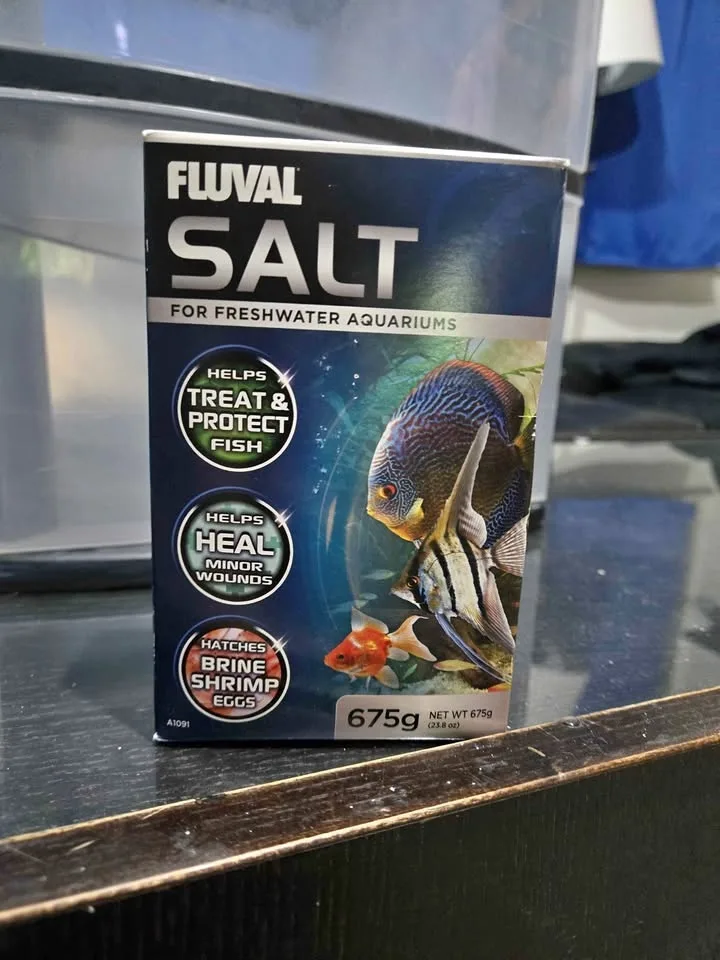 FLUVAL
SALT
FOR FRESHWATER AQUARIUMS
HELPS
TREAT &
PROTECT
FISH
HELPS
HEAL
MINOR
WOUNDS
HATCHES
BRINE
SHRIMP
EGGS
A1091
675g NET WT 675g
(23.8 oz)